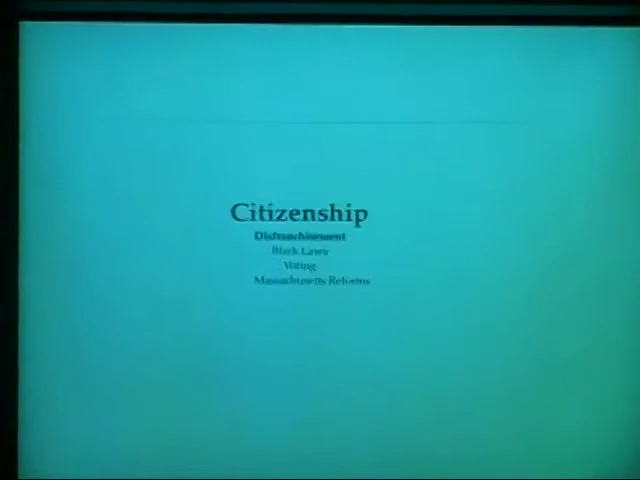 Citizenship
Disfranchisement
Black Laws
Voting
Massachusetts Reforms